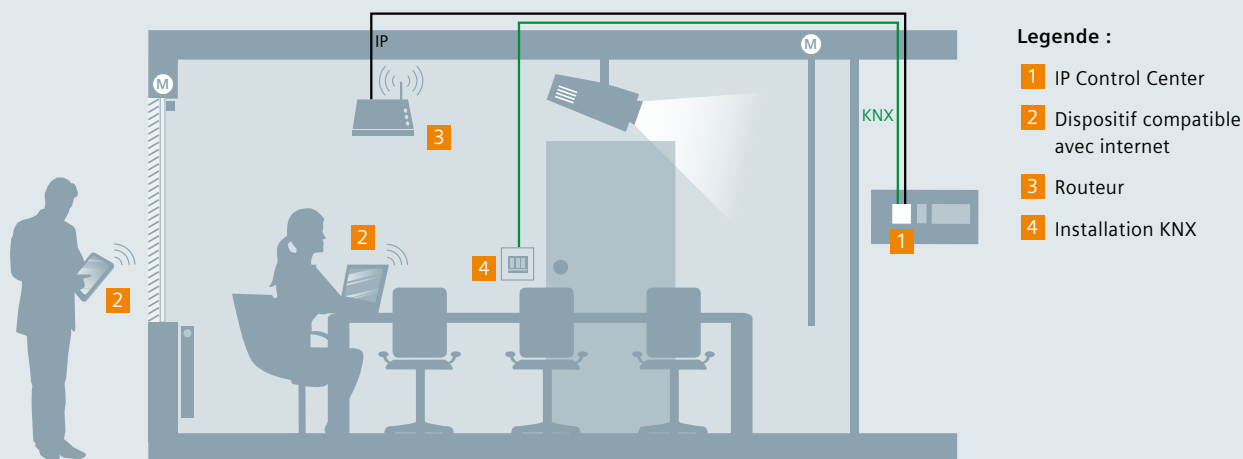 IP
M
M
3
KNX
2
4
1
2
Legende :
1 IP Control Center
2 Dispositif compatible
avec internet
3 Routeur
4 Installation KNX